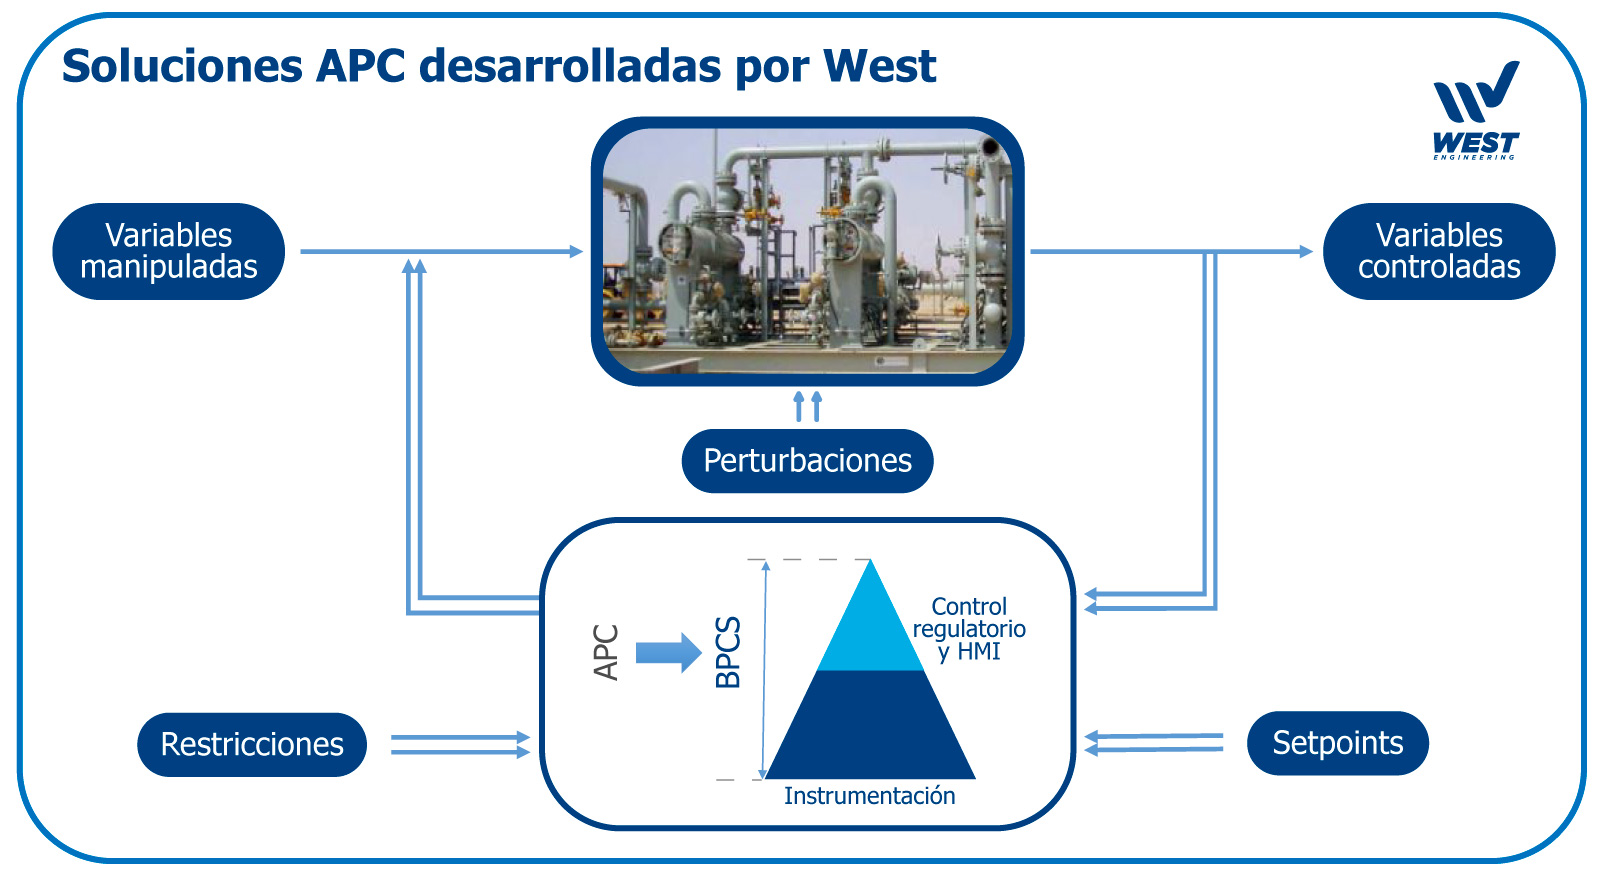 Soluciones APC desarrolladas por West
WEST
ENGINEERING
Variables
manipuladas
Variables
controladas
Perturbaciones
APC
BPCS
Control
regulatorio
y HMI
Instrumentación
Restricciones
Setpoints